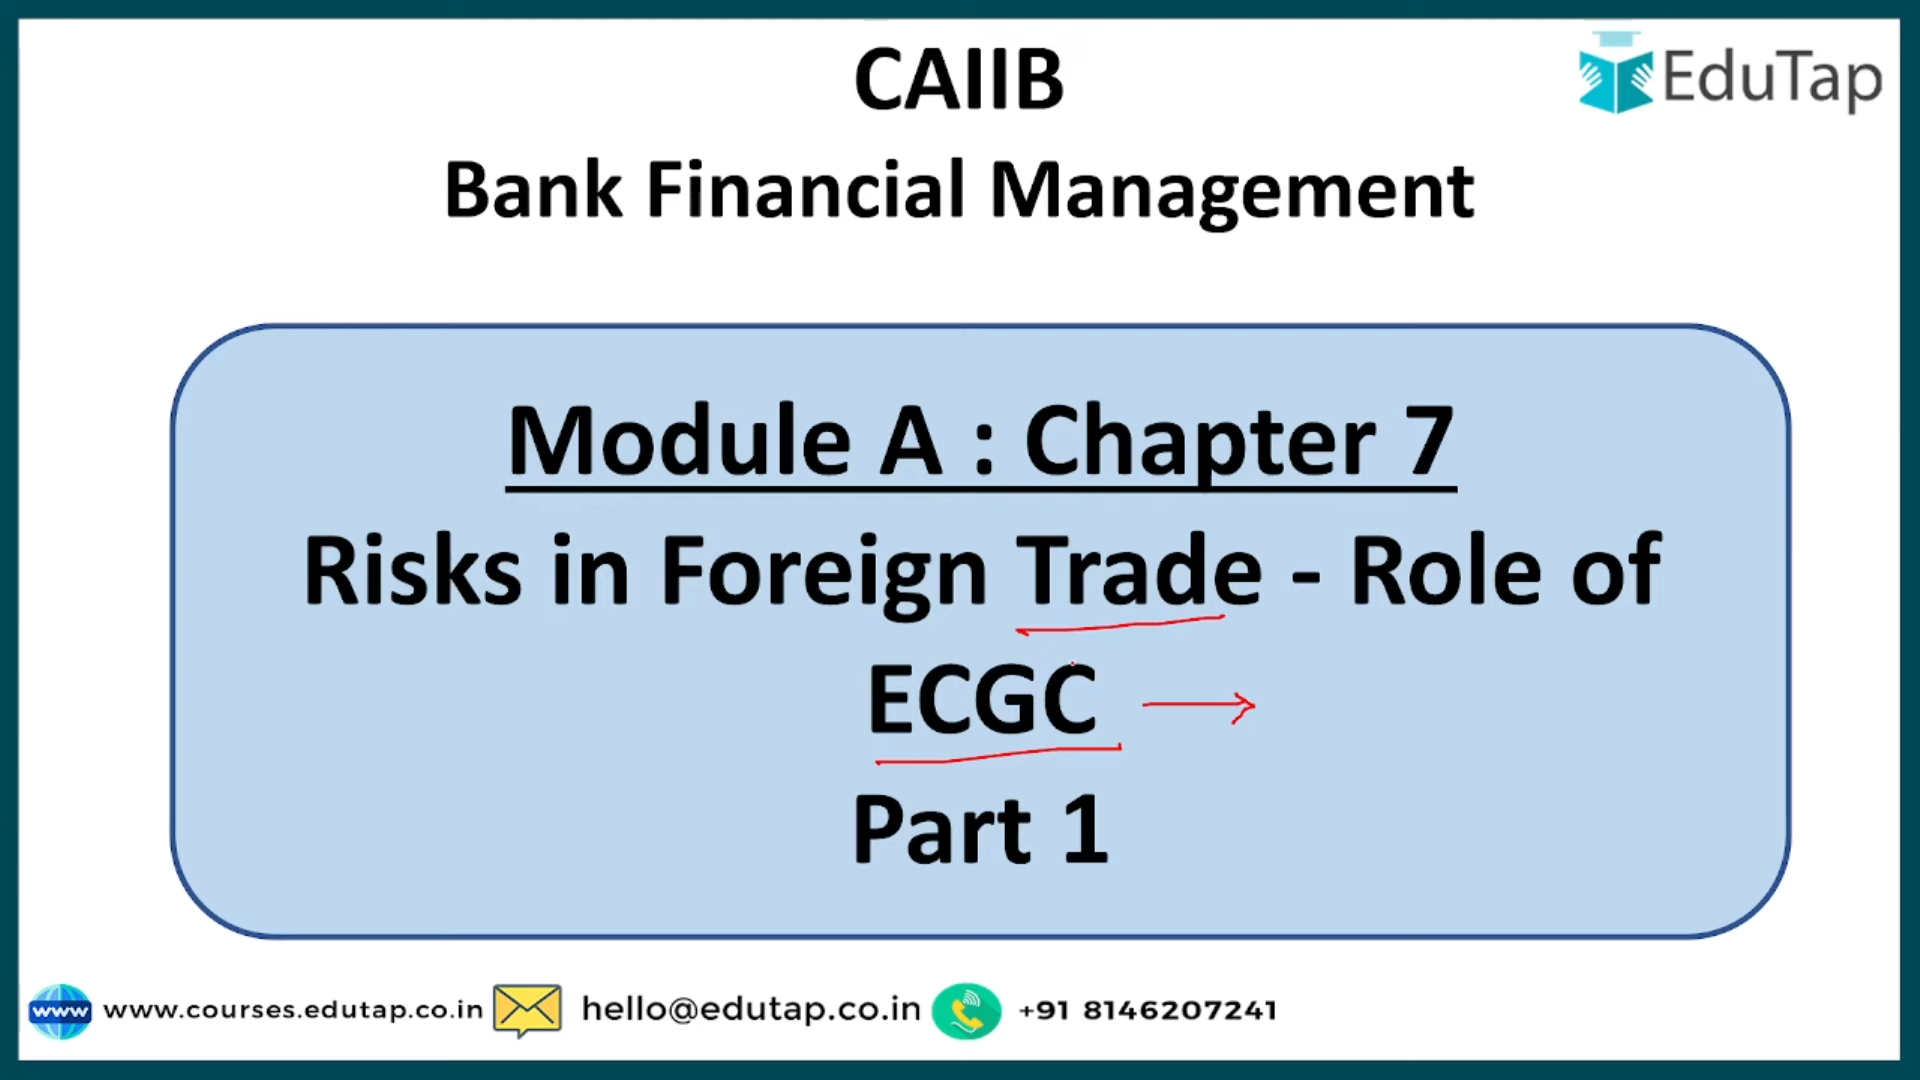 CAIIB
EduTap
Bank Financial Management
Module A : Chapter 7
Risks in Foreign Trade - Role of
ECGC
Part 1
www www.courses.edutap.co.in hello@edutap.co.in +91 8146207241